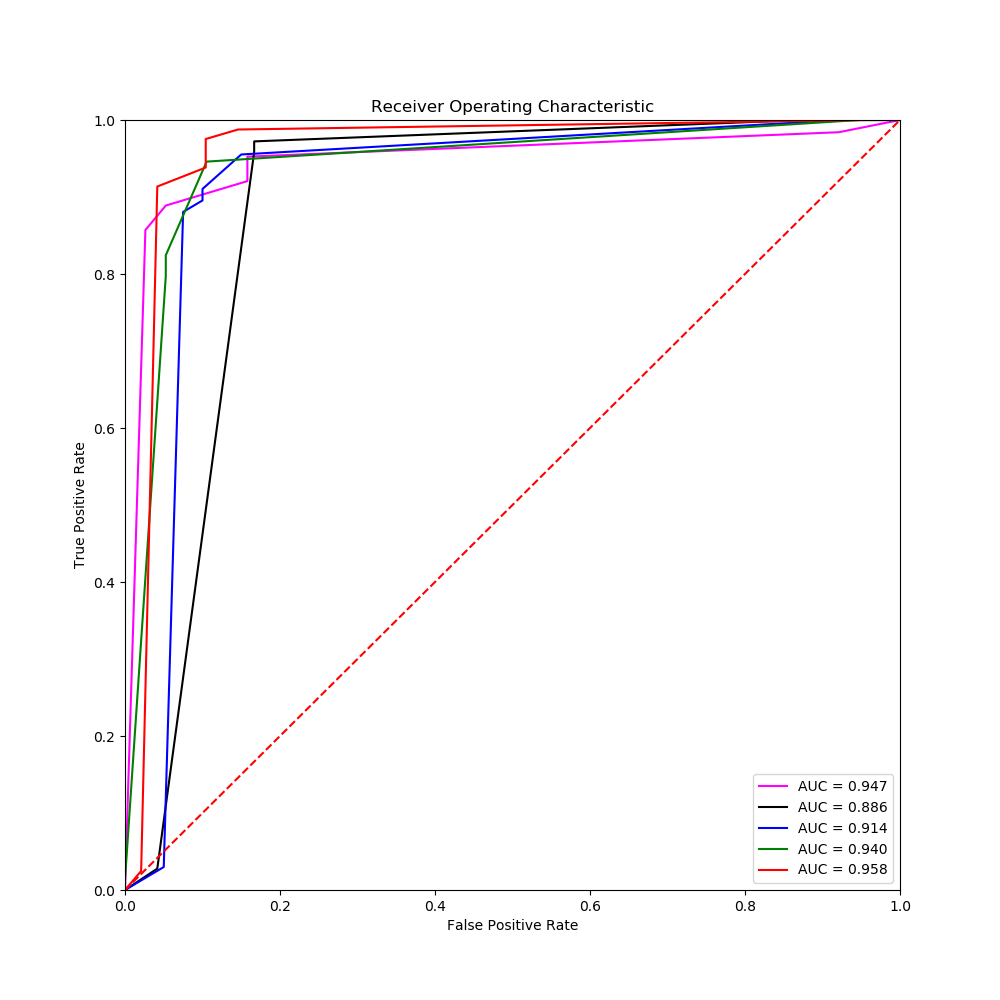 Receiver Operating Characteristic
1.0
0.8
0.6
0.4
0.2
0.0
True Positive Rate
0.0 0.2 0.4 0.6 0.8 1.0
False Positive Rate
AUC = 0.947
AUC = 0.886
AUC = 0.914
AUC = 0.940
AUC = 0.958